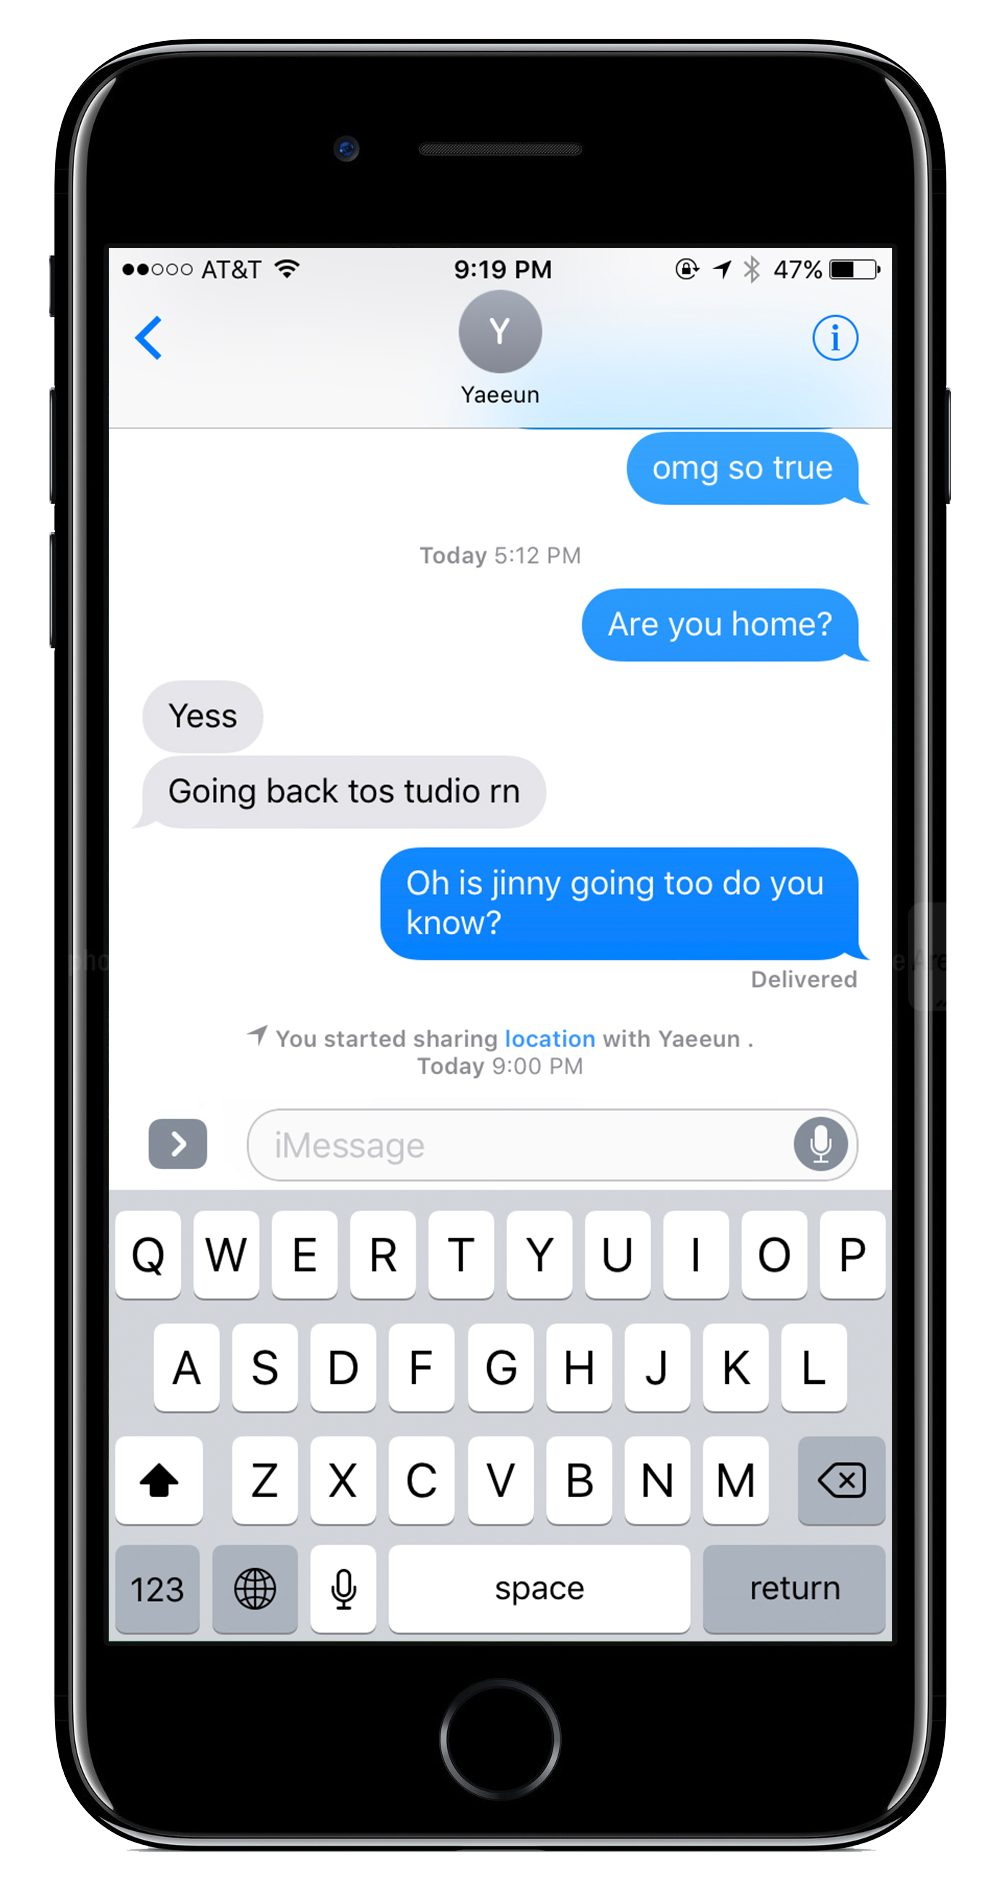 AT&T 9:19 PM 47%
Y
Yaeeun
omg so true
Today 5:12 PM
Are you home?
Yess
Going back tos tudio rn
Oh is jinny going too do you
know?
Delivered
You started sharing location with Yaeeun .
Today 9:00 PM
iMessage
Q W E R T Y U I O P
A S D F G H J K L
Z X C V B N M
123 space return